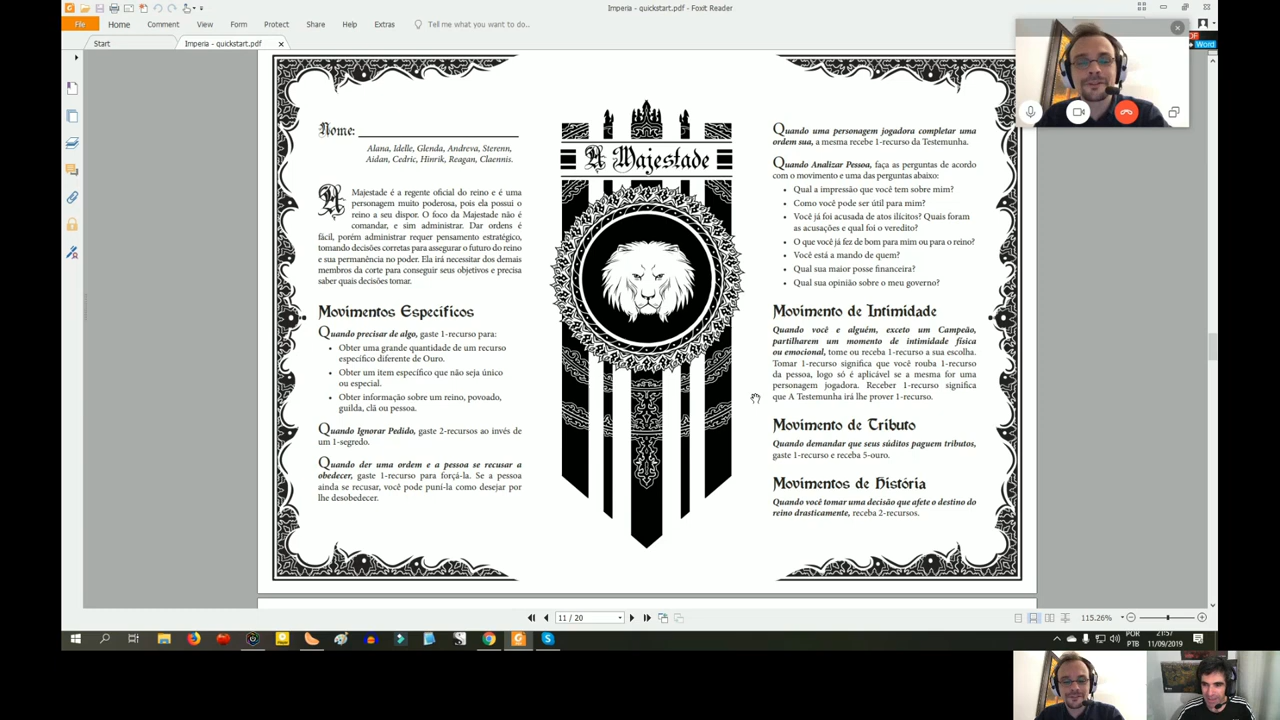 Imperia - quickstart.pdf - Foxit Reader
File Home Comment View Form Protect Share Help Extras Tell me what you want to do..
Start Imperia - quickstart.pdf
Word
Nome:
Alana, Idelle, Glenda, Andreva, Sterenn,
Aidan, Cedric, Hinrik, Reagan, Claennis.
A Majestade é a regente oficial do reino e é uma
personagem muito poderosa, pois ela possui o
reino a seu dispor. O foco da Majestade não é
comandar, e sim administrar. Dar ordens é
fácil, porém administrar requer pensamento estratégico,
tomando decisões corretas para assegurar o futuro do reino
e sua permanência no poder. Ela irá necessitar dos demais
membros da corte para conseguir seus objetivos e precisa
saber quais decisões tomar.
Movimentos Específicos
Quando precisar de algo, gaste 1-recurso para:
• Obter uma grande quantidade de um recurso
específico diferente de Ouro.
• Obter um item específico que não seja único
ou especial.
• Obter informação sobre um reino, povoado,
guilda, clã ou pessoa.
Quando Ignorar Pedido, gaste 2-recursos ao invés de
um 1-segredo.
Quando der uma ordem e a pessoa se recusar a
obedecer, gaste 1-recurso para forçá-la. Se a pessoa
ainda se recusar, você pode puní-la como desejar por
lhe desobedecer.
A Majestade
Quando uma personagem jogadora completar uma
ordem sua, a mesma recebe 1-recurso da Testemunha.
Quando Analizar Pessoa, faça as perguntas de acordo
com o movimento e uma das perguntas abaixo:
• Qual a impressão que você tem sobre mim?
• Como você pode ser útil para mim?
• Você já foi acusada de atos ilícitos? Quais foram
as acusações e qual foi o veredito?
• O que você já fez de bom para mim ou para o reino?
• Você está a mando de quem?
• Qual sua maior posse financeira?
• Qual sua opinião sobre o meu governo?
Movimento de Intimidade
Quando você e alguém, exceto um Campeão,
partilharem um momento de intimidade física
ou emocional, tome ou receba 1-recurso a sua escolha.
Tomar 1-recurso significa que você rouba 1-recurso
da pessoa, logo só é aplicável se a mesma for uma
personagem jogadora. Receber 1-recurso significa
que A Testemunha irá lhe prover 1-recurso.
Movimento de Tributo
Quando demandar que seus súditos paguem tributos,
gaste 1-recurso e receba 5-ouro.
Movimentos de História
Quando você tomar uma decisão que afete o destino do
reino drasticamente, receba 2-recursos.
11 / 20
115.26%
POR
PTB
21:57
11/09/2019